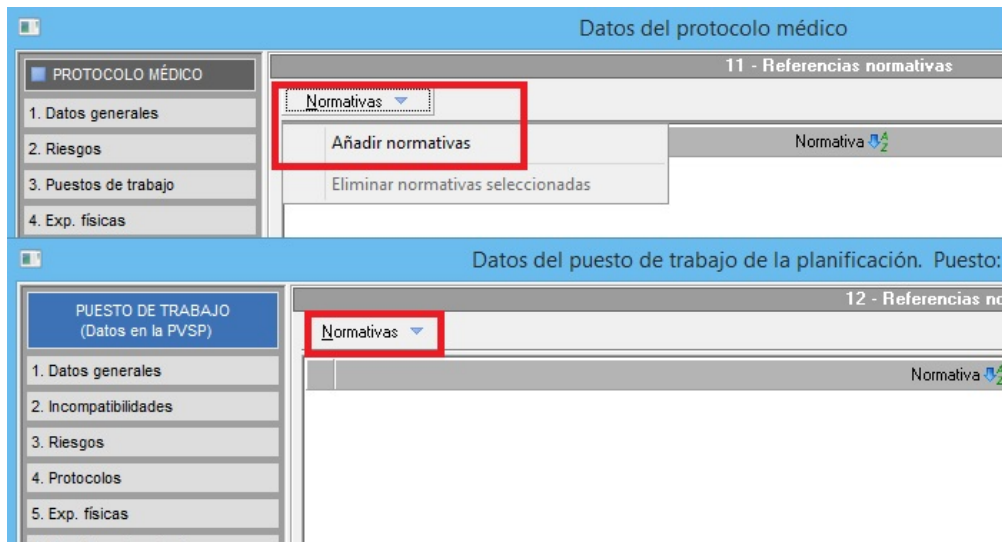 Datos del protocolo médico
PROTOCOLO MÉDICO
11 - Referencias normativas
1. Datos generales
Normativas
2. Riesgos
Añadir normativas
Normativa
3. Puestos de trabajo
Eliminar normativas seleccionadas
4. Exp. físicas
Datos del puesto de trabajo de la planificación. Puesto:
PUESTO DE TRABAJO
(Datos en la PVSP)
12 - Referencias no
Normativas
1. Datos generales
Normativa
2. Incompatibilidades
3. Riesgos
4. Protocolos
5. Exp. físicas